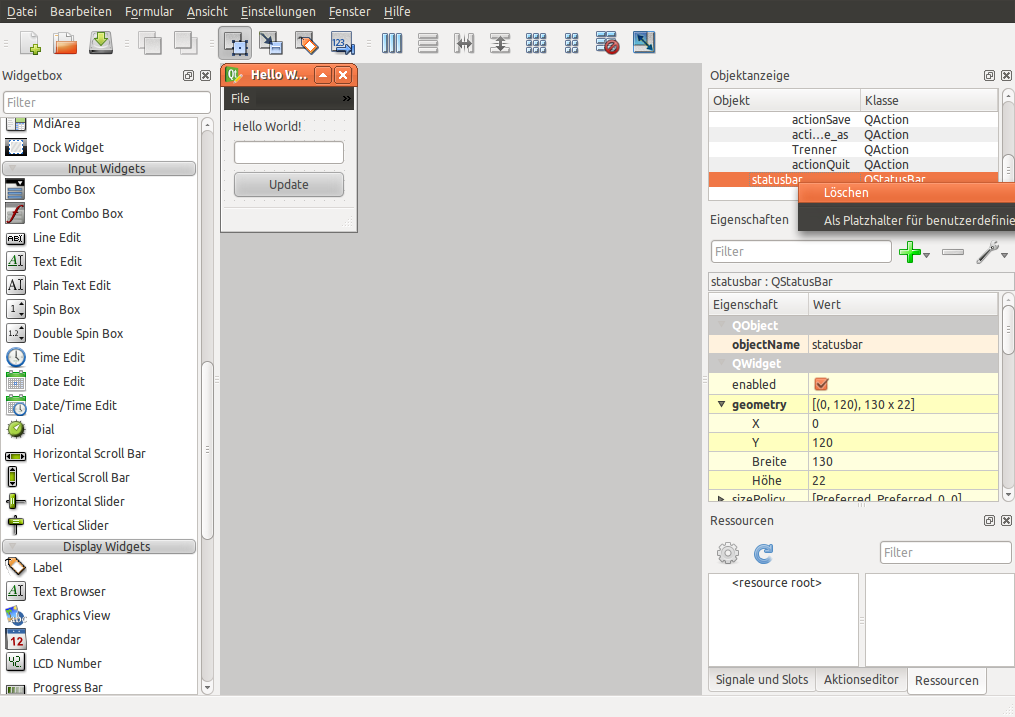 Datei Bearbeiten Formular Ansicht Einstellungen Fenster Hilfe
Widgetbox
Filter
MdiArea
Dock Widget
Input Widgets
Combo Box
Font Combo Box
Line Edit
Text Edit
Plain Text Edit
Spin Box
Double Spin Box
Time Edit
Date Edit
Date/Time Edit
Dial
Horizontal Scroll Bar
Vertical Scroll Bar
Horizontal Slider
Vertical Slider
Display Widgets
Label
Text Browser
Graphics View
Calendar
LCD Number
Progress Bar
Hello W...
File »
Hello World!
Update
Objektanzeige
Objekt Klasse
actionSave QAction
acti...e_as QAction
Trenner QAction
actionQuit QAction
statusbar QStatusBar
Löschen
Als Platzhalter für benutzerdefinie
Eigenschaften
Filter
statusbar : QStatusBar
Eigenschaft Wert
QObject
objectName statusbar
QWidget
enabled
geometry [(0, 120), 130 x 22]
X 0
Y 120
Breite 130
Höhe 22
sizePolicy [Preferred, Preferred, 0, 0]
Ressourcen
Filter
<resource root>
Signale und Slots Aktionseditor Ressourcen